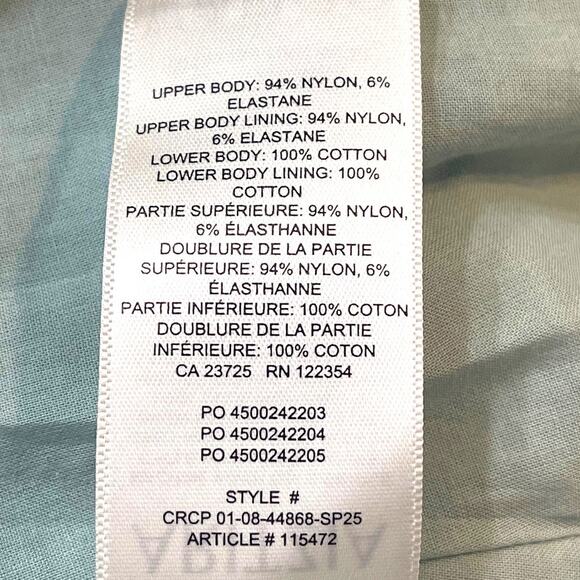 UPPER BODY: 94% NYLON, 6%
ELASTANE
UPPER BODY LINING: 94% NYLON,
6% ELASTANE
LOWER BODY: 100% COTTON
LOWER BODY LINING: 100%
COTTON
PARTIE SUPÉRIEURE: 94% NYLON,
6% ÉLASTHANNE
DOUBLURE DE LA PARTIE
SUPÉRIEURE: 94% NYLON, 6%
ÉLASTHANNE
PARTIE INFÉRIEURE: 100% COTON
DOUBLURE DE LA PARTIE
INFÉRIEURE: 100% COTON
CA 23725 RN 122354
PO 4500242203
PO 4500242204
PO 4500242205
STYLE #
CRCP 01-08-44868-SP25
ARTICLE # 115472
ARITZIA